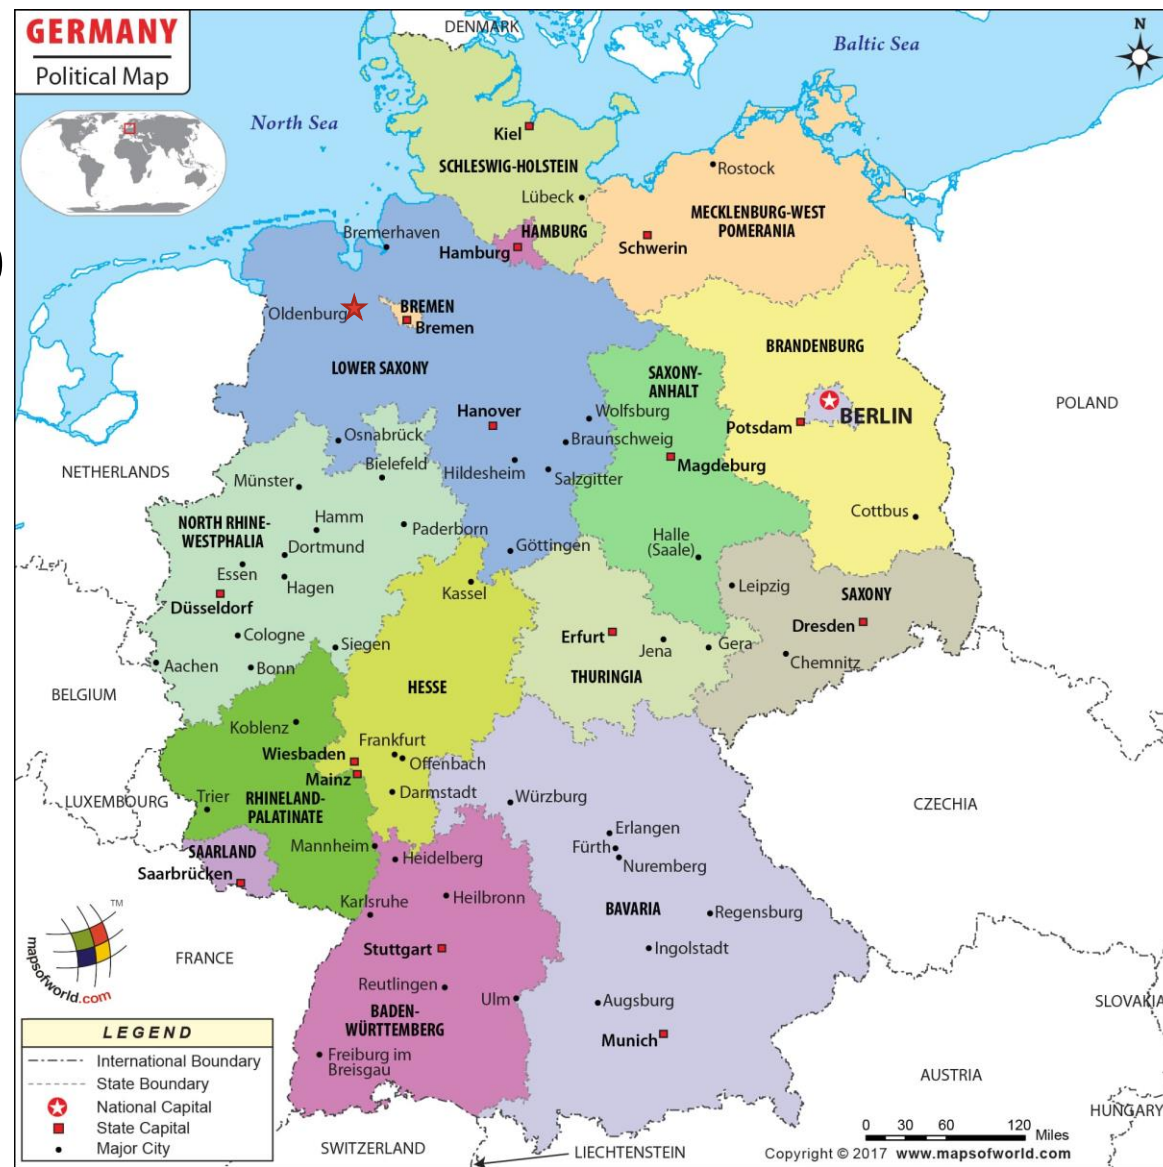 GERMANY
Political Map
DENMARK
Baltic Sea
N
North Sea
Kiel
SCHLESWIG-HOLSTEIN
Rostock
Lübeck
MECKLENBURG-WEST
POMERANIA
Bremerhaven
HAMBURG
Hamburg
Schwerin
Oldenburg
BREMEN
Bremen
LOWER SAXONY
BRANDENBURG
SAXONY-
ANHALT
Hanover
Wolfsburg
BERLIN
POLAND
Potsdam
Osnabrück
Braunschweig
NETHERLANDS
Bielefeld
Hildesheim
Salzgitter
Magdeburg
Münster
NORTH RHINE-
WESTPHALIA
Hamm
Paderborn
Cottbus
Dortmund
Göttingen
Halle
(Saale)
Essen
Hagen
Kassel
Leipzig
SAXONY
Düsseldorf
Cologne
Siegen
Erfurt
Jena
Gera
Dresden
Aachen
Bonn
Chemnitz
THURINGIA
BELGIUM
HESSE
Koblenz
Frankfurt
Wiesbaden
Offenbach
Mainz
LUXEMBOURG
Trier
RHINELAND-
PALATINATE
Darmstadt
Würzburg
CZECHIA
Erlangen
SAARLAND
Mannheim
Heidelberg
Fürth
Nuremberg
Saarbrücken
Karlsruhe
Heilbronn
BAVARIA
Regensburg
TM
mapsofworld.com
FRANCE
Stuttgart
Ingolstadt
Reutlingen
Ulm
Augsburg
SLOVAKIA
BADEN-
WÜRTTEMBERG
Munich
LEGEND
International Boundary
State Boundary
National Capital
State Capital
Major City
Freiburg im
Breisgau
AUSTRIA
HUNGARY
SWITZERLAND
LIECHTENSTEIN
0 30 60 120
Miles
Copyright © 2017 www.mapsofworld.com
)